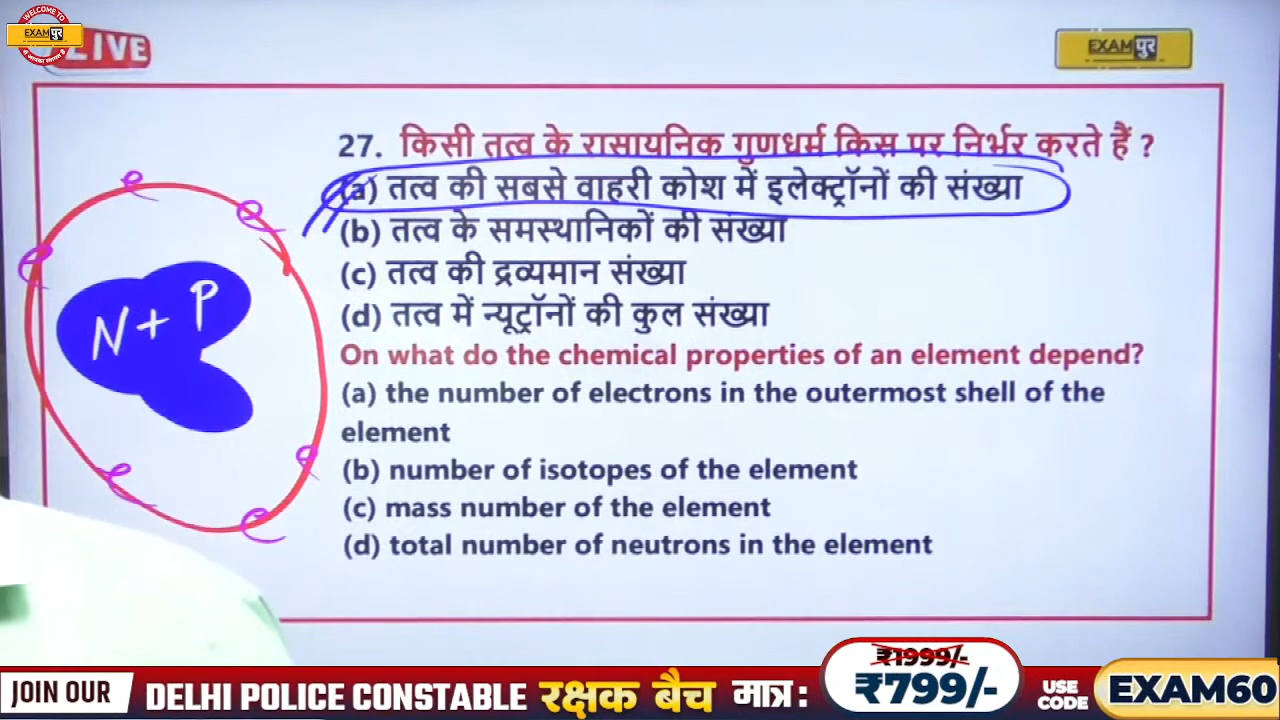 WELCOME TO
EXAMपुर
LIVE
EXAMपुर
27. किसी तत्व के रासायनिक गुणधर्म किस पर निर्भर करते हैं ?
(a) तत्व की सबसे वाहरी कोश में इलेक्ट्रॉनों की संख्या
(b) तत्व के समस्थानिकों की संख्या
(c) तत्व की द्रव्यमान संख्या
(d) तत्व में न्यूट्रॉनों की कुल संख्या
N + P
On what do the chemical properties of an element depend?
(a) the number of electrons in the outermost shell of the
element
(b) number of isotopes of the element
(c) mass number of the element
(d) total number of neutrons in the element
JOIN OUR DELHI POLICE CONSTABLE रक्षक बैच मात्र :
₹1999/-
₹799/-
USE
CODE
EXAM60